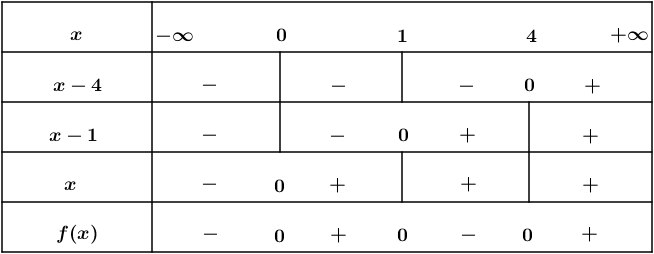 x −∞ 0 1 4 +∞
x − 4 − − − 0 +
x − 1 − − 0 + +
x − 0 + + +
f(x) − 0 + 0 − 0 +